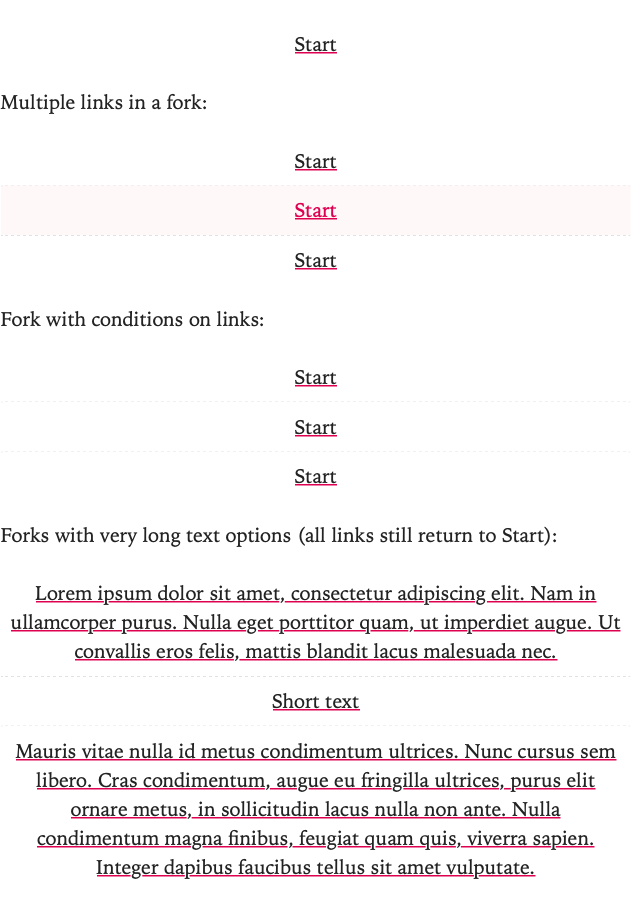 Start
Multiple links in a fork:
Start
Start
Start
Fork with conditions on links:
Start
Start
Start
Forks with very long text options (all links still return to Start):
Lorem ipsum dolor sit amet, consectetur adipiscing elit. Nam in
ullamcorper purus. Nulla eget porttitor quam, ut imperdiet augue. Ut
convallis eros felis, mattis blandit lacus malesuada nec.
Short text
Mauris vitae nulla id metus condimentum ultrices. Nunc cursus sem
libero. Cras condimentum, augue eu fringilla ultrices, purus elit
ornare metus, in sollicitudin lacus nulla non ante. Nulla
condimentum magna finibus, feugiat quam quis, viverra sapien.
Integer dapibus faucibus tellus sit amet vulputate.